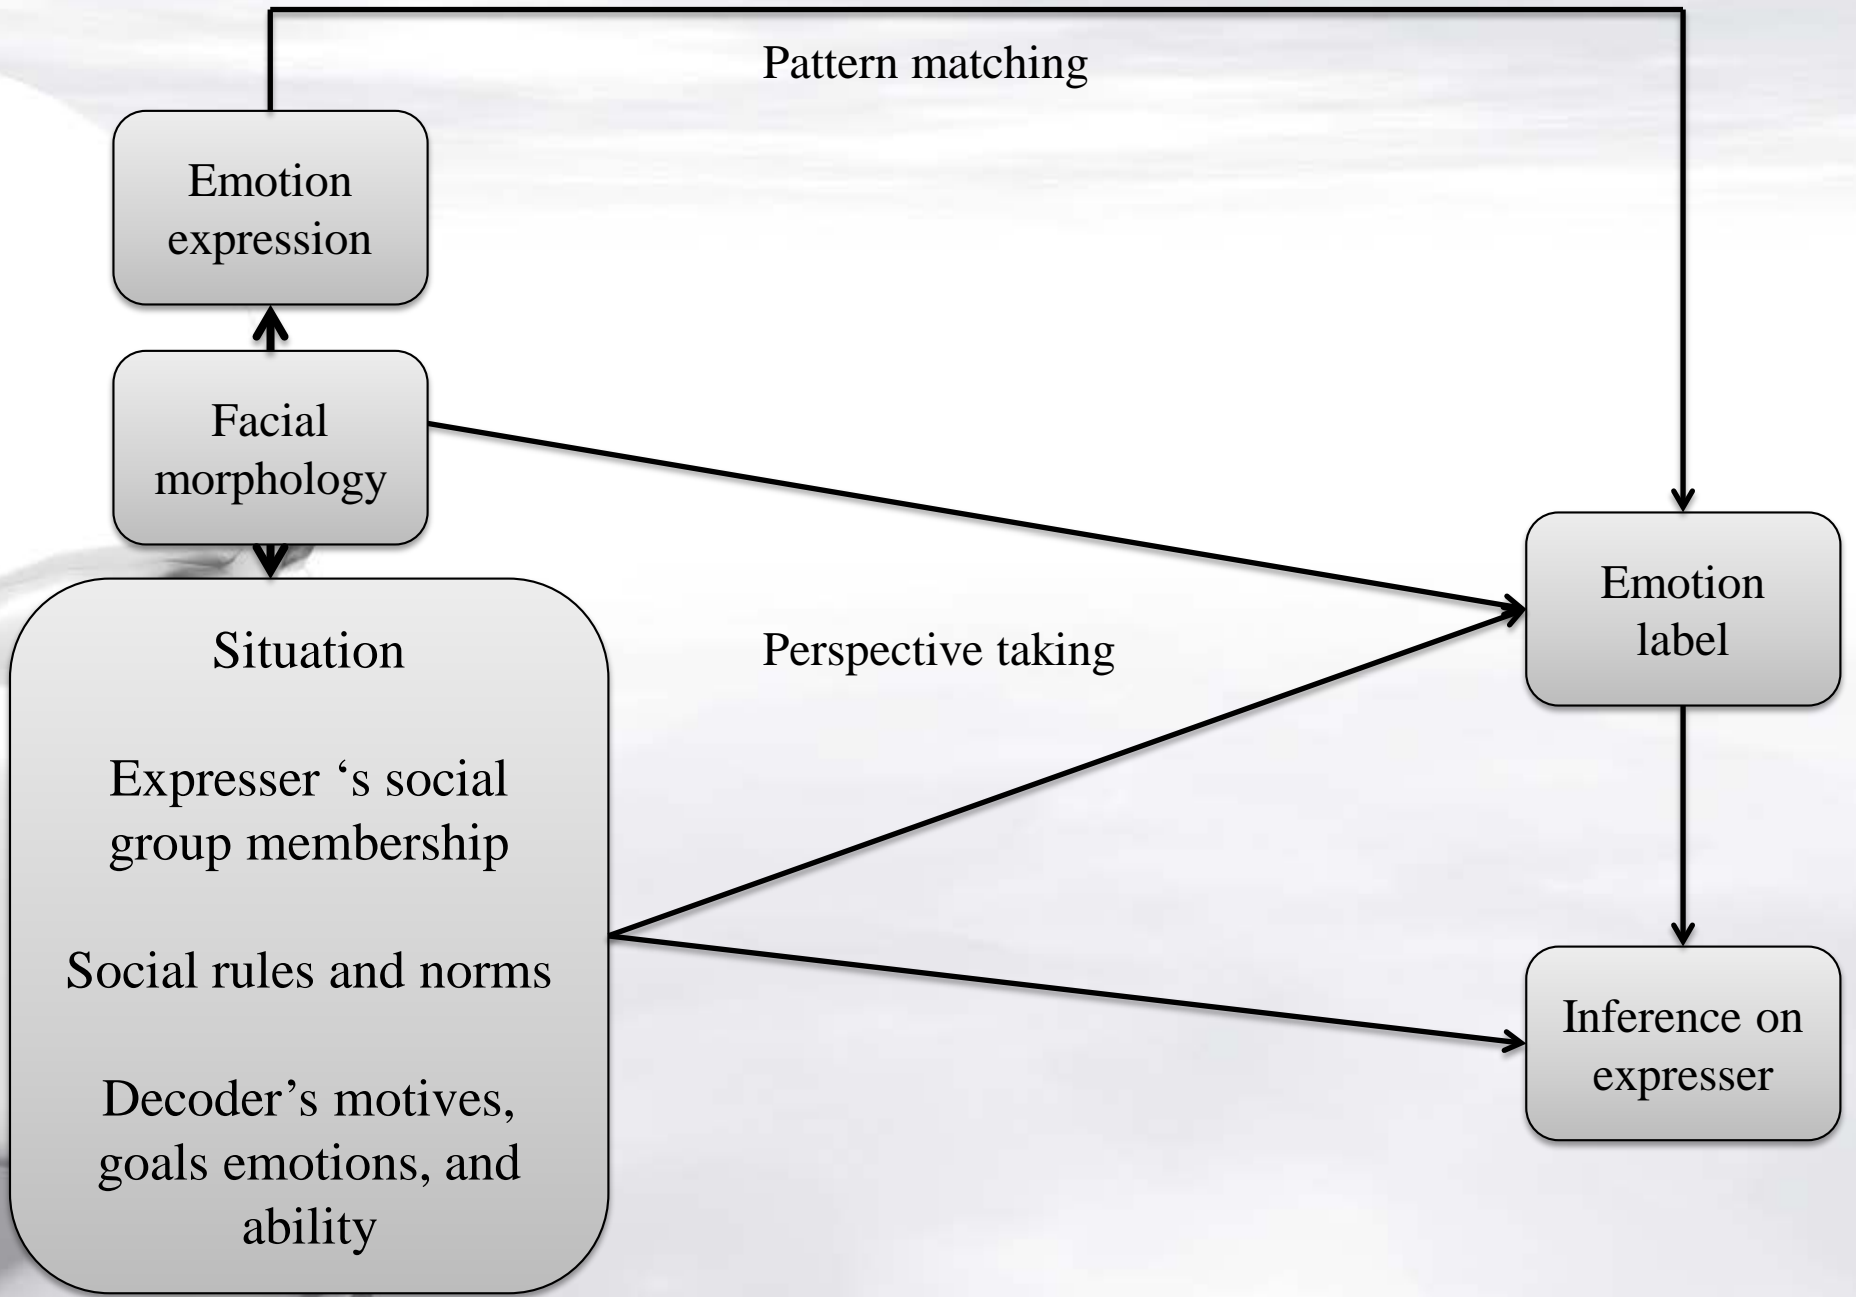 Pattern matching
Emotion
expression
Facial
morphology
Situation
Expresser ‘s social
group membership
Social rules and norms
Decoder’s motives,
goals emotions, and
ability
Perspective taking
Emotion
label
Inference on
expresser